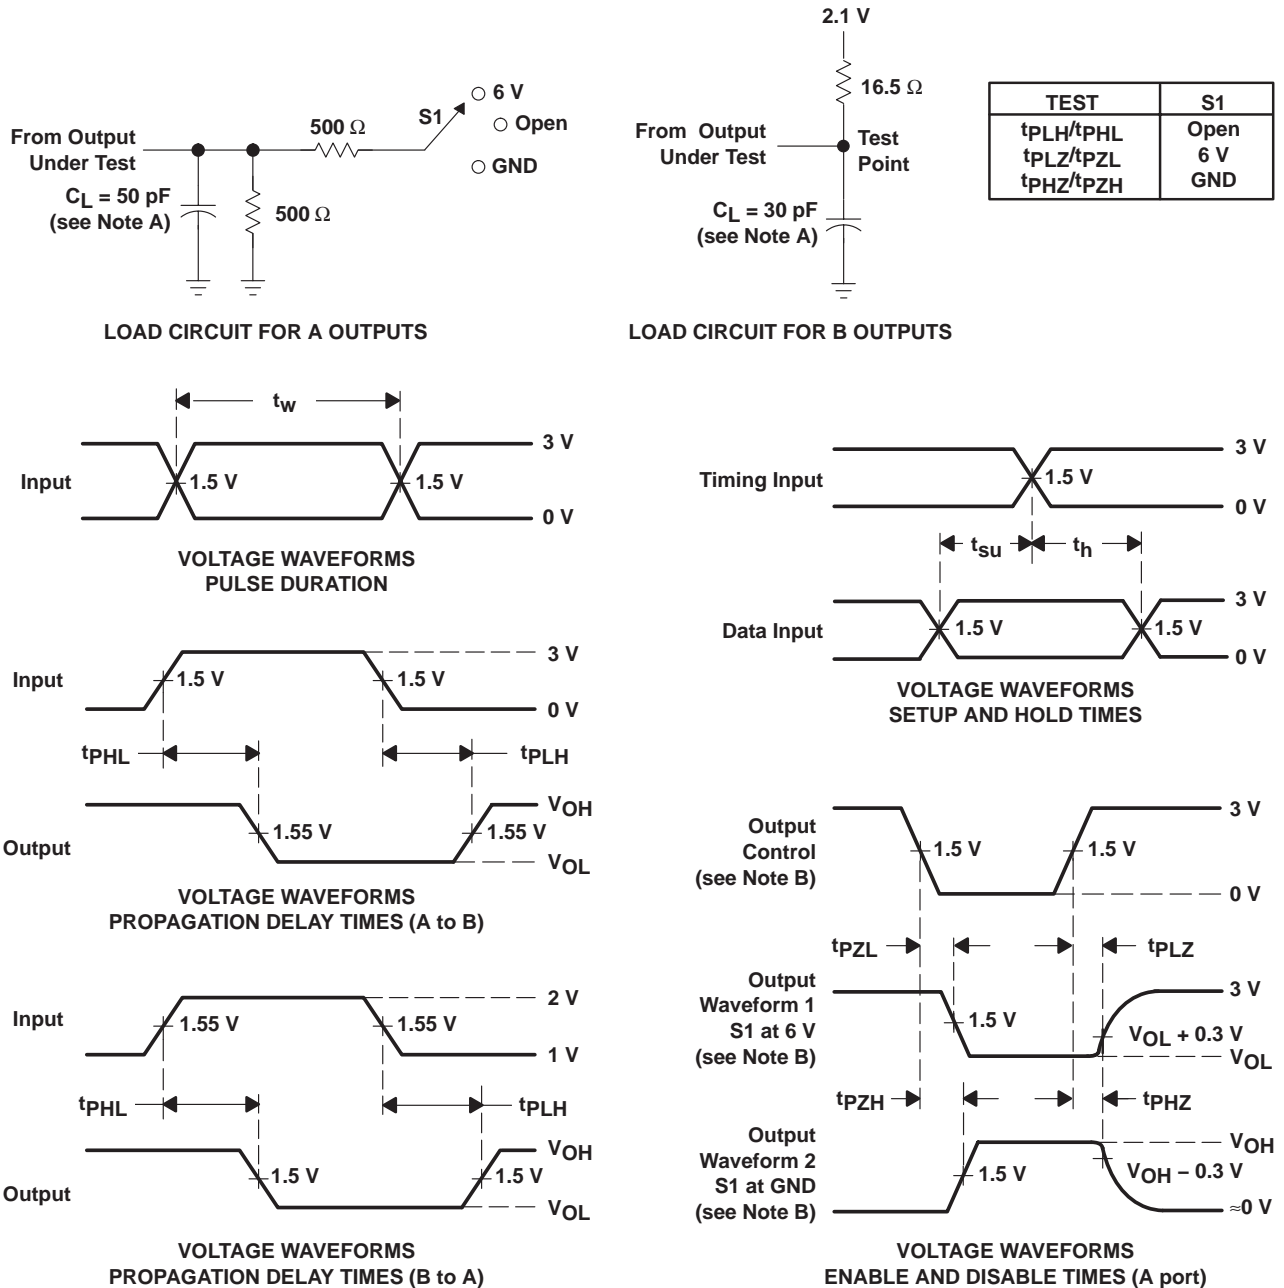 2.1 V
16.5 Ω
From Output
Under Test
Test
Point
CL = 30 pF
(see Note A)
LOAD CIRCUIT FOR B OUTPUTS
6 V
S1
Open
500 Ω
From Output
Under Test
GND
CL = 50 pF
(see Note A)
500 Ω
LOAD CIRCUIT FOR A OUTPUTS
TEST S1
tPLH/tPHL Open
tPLZ/tPZL 6 V
tPHZ/tPZH GND
tw
3 V
Input
1.5 V 1.5 V
0 V
VOLTAGE WAVEFORMS
PULSE DURATION
3 V
Timing Input
1.5 V
0 V
tsu th
3 V
Data Input
1.5 V 1.5 V
0 V
VOLTAGE WAVEFORMS
SETUP AND HOLD TIMES
3 V
Input
1.5 V 1.5 V
0 V
tPHL tPLH
VOH
Output
1.55 V 1.55 V
VOL
VOLTAGE WAVEFORMS
PROPAGATION DELAY TIMES (A to B)
2 V
Input
1.55 V 1.55 V
1 V
tPHL tPLH
VOH
Output
1.5 V 1.5 V
VOL
VOLTAGE WAVEFORMS
PROPAGATION DELAY TIMES (B to A)
3 V
Output
Control
(see Note B)
1.5 V 1.5 V
0 V
tPZL tPLZ
Output
Waveform 1
S1 at 6 V
(see Note B)
3 V
1.5 V
VOL + 0.3 V
VOL
tPZH tPHZ
Output
Waveform 2
S1 at GND
(see Note B)
VOH
1.5 V
VOH − 0.3 V
≈0 V
VOLTAGE WAVEFORMS
ENABLE AND DISABLE TIMES (A port)